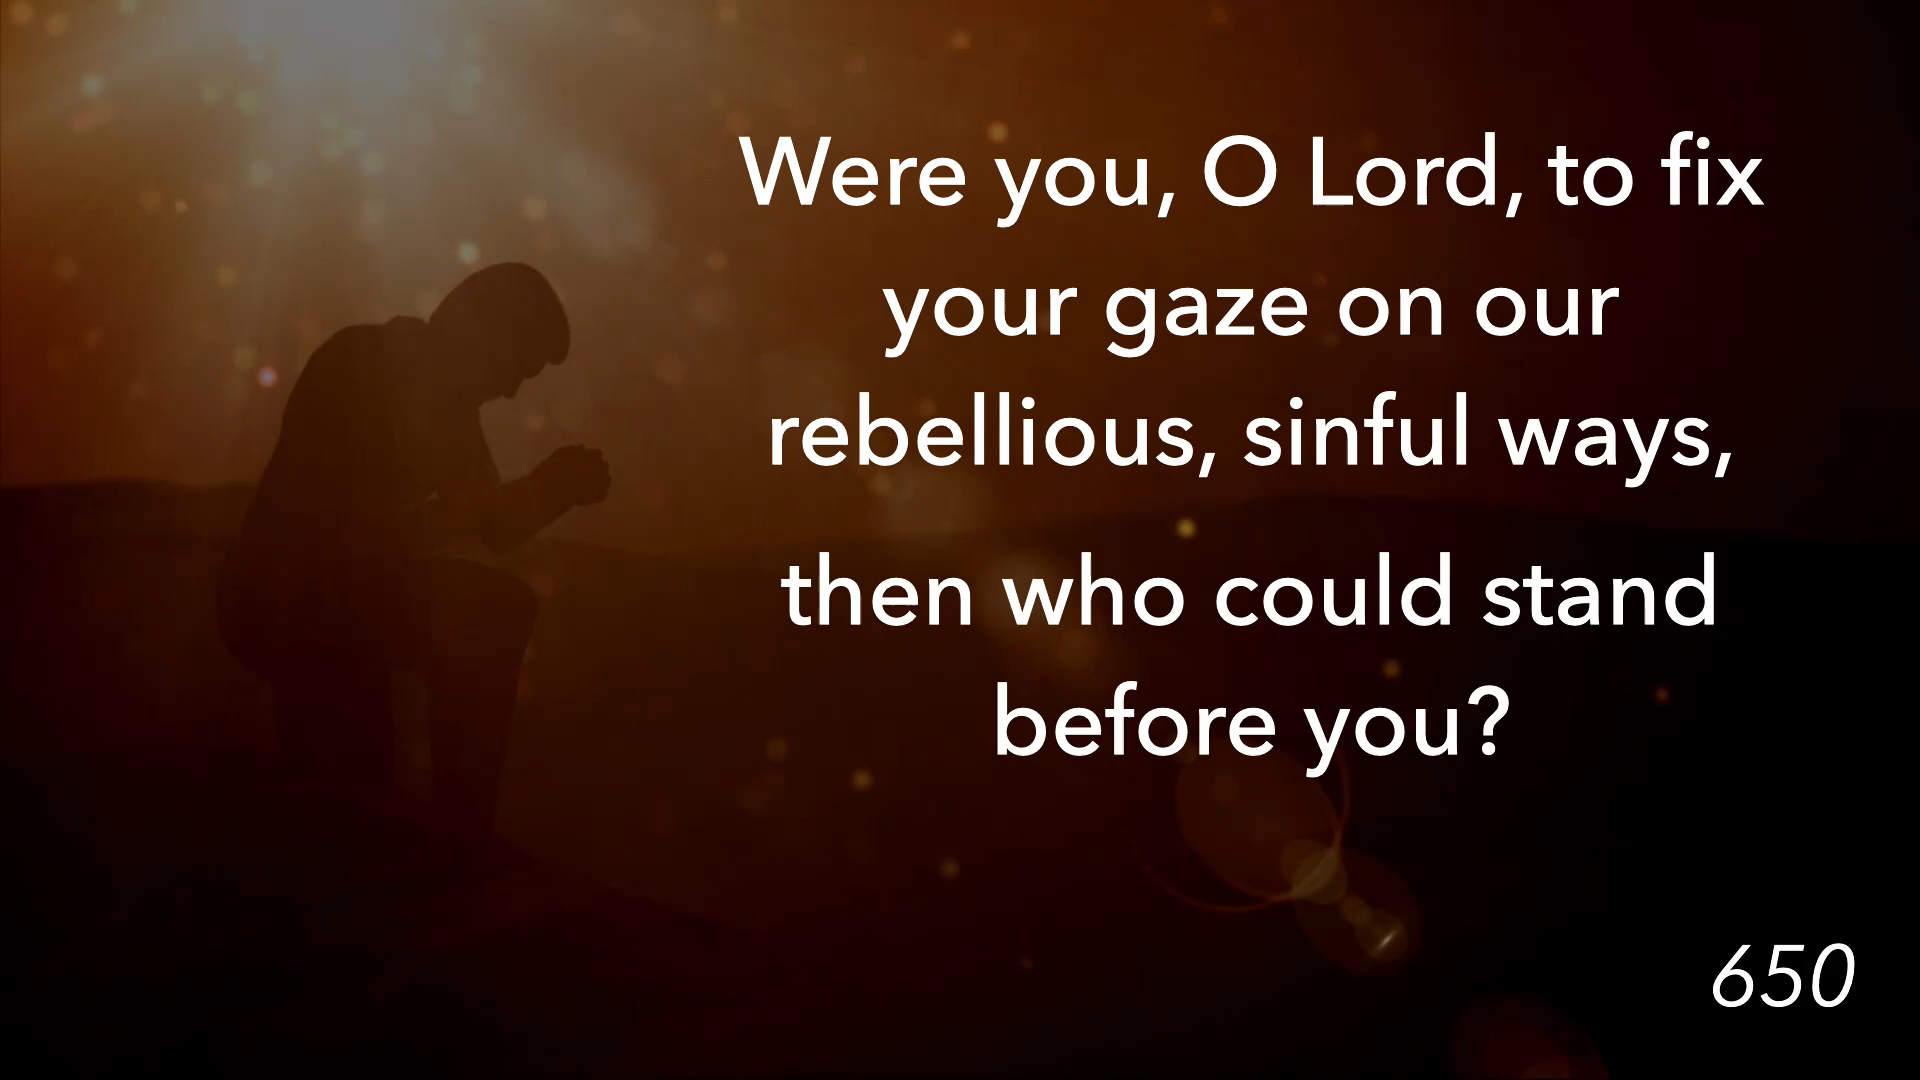 Were you, O Lord, to fix
your gaze on our
rebellious, sinful ways,
then who could stand
before you?
650